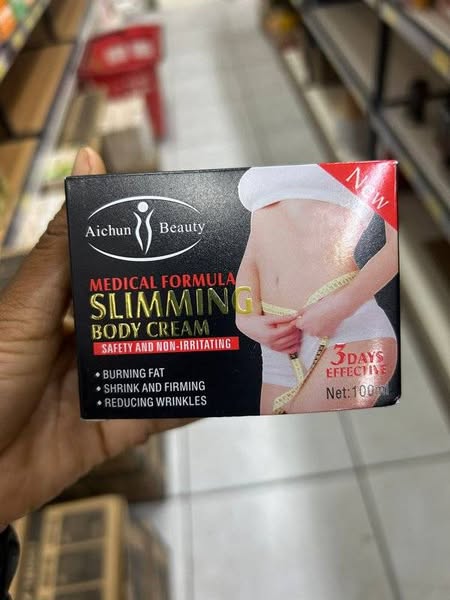 New
Aichun Beauty
MEDICAL FORMULA
SLIMMING
BODY CREAM
SAFETY AND NON-IRRITATING
• BURNING FAT
• SHRINK AND FIRMING
• REDUCING WRINKLES
3 DAYS
EFFECTIVE
Net:100ml